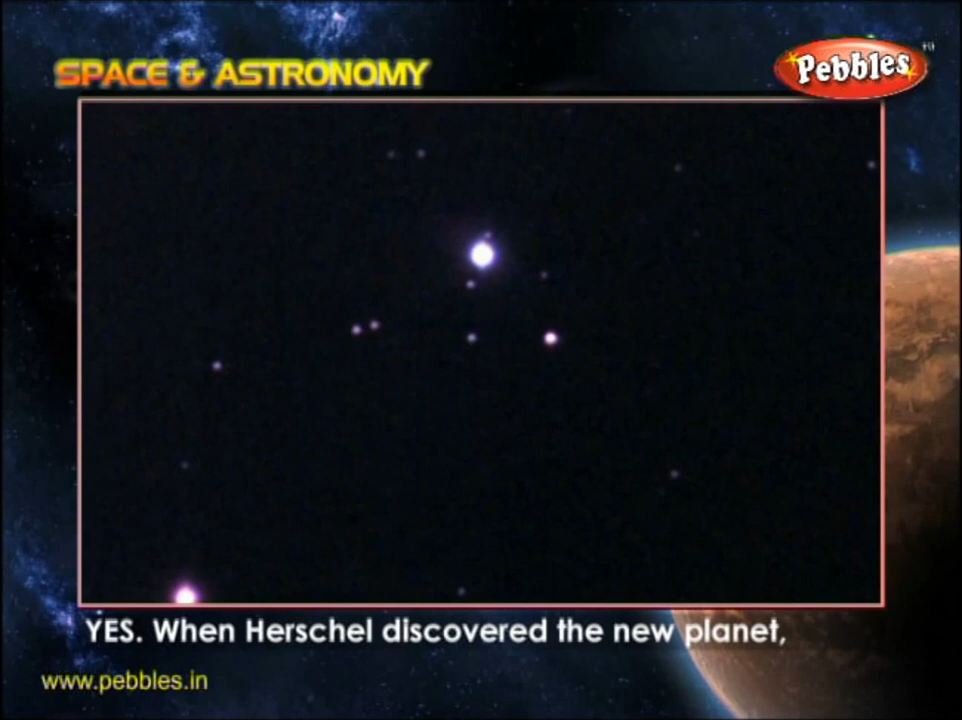 SPACE & ASTRONOMY
Pebbles
YES. When Herschel discovered the new planet,
www.pebbles.in